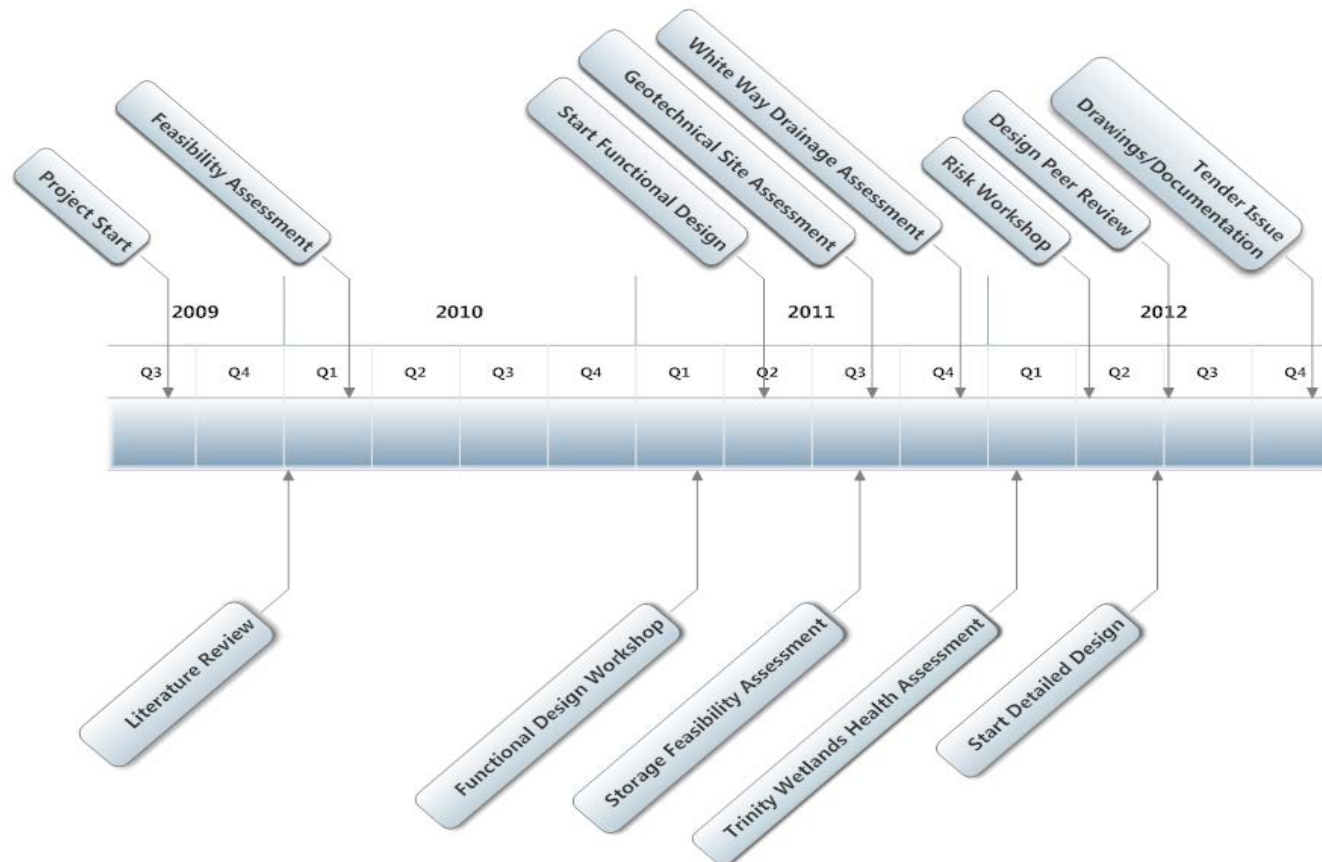 Project Start
Feasibility Assessment
Start Functional Design
Geotechnical Site Assessment
White Way Drainage Assessment
Risk Workshop
Design Peer Review
Tender Issue
Drawings/Documentation
2009
2010
2011
2012
Q3
Q4
Q1
Q2
Q3
Q4
Q1
Q2
Q3
Q4
Q1
Q2
Q3
Q4
Literature Review
Functional Design Workshop
Storage Feasibility Assessment
Trinity Wetlands Health Assessment
Start Detailed Design